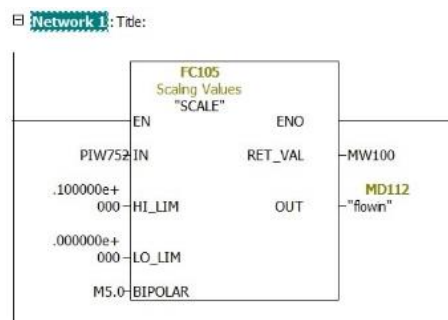 Network 1: Title:
FC105
Scaling Values
"SCALE"
EN ENO
PIW752 IN RET_VAL MW100
.100000e+
000 HI_LIM OUT
MD112
"flowin"
.000000e+
000 LO_LIM
M5.0 BIPOLAR